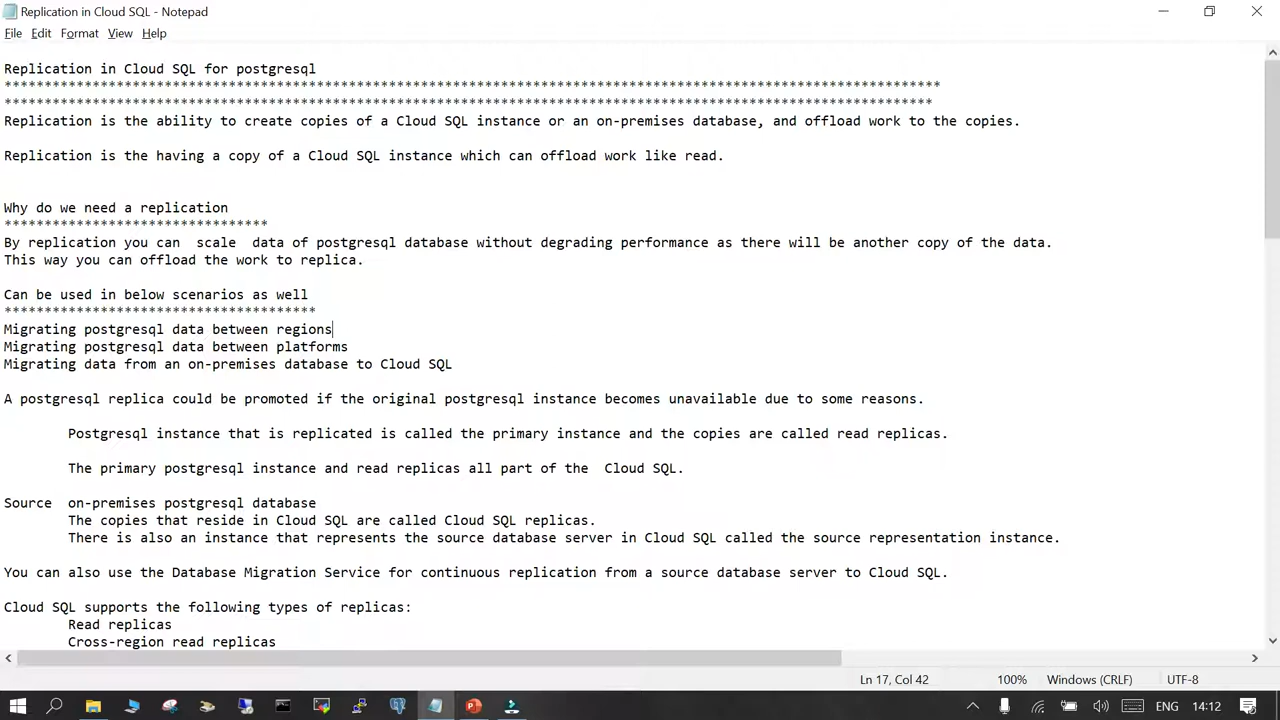 Replication in Cloud SQL - Notepad
File Edit Format View Help
Replication in Cloud SQL for postgresql
*********************************************************************************************************************
********************************************************************************************************************
Replication is the ability to create copies of a Cloud SQL instance or an on-premises database, and offload work to the copies.
Replication is the having a copy of a Cloud SQL instance which can offload work like read.
Why do we need a replication
*********************************
By replication you can  scale  data of postgresql database without degrading performance as there will be another copy of the data.
This way you can offload the work to replica.
Can be used in below scenarios as well
***************************************
Migrating postgresql data between regions
Migrating postgresql data between platforms
Migrating data from an on-premises database to Cloud SQL
A postgresql replica could be promoted if the original postgresql instance becomes unavailable due to some reasons.
Postgresql instance that is replicated is called the primary instance and the copies are called read replicas.
The primary postgresql instance and read replicas all part of the  Cloud SQL.
Source  on-premises postgresql database
The copies that reside in Cloud SQL are called Cloud SQL replicas.
There is also an instance that represents the source database server in Cloud SQL called the source representation instance.
You can also use the Database Migration Service for continuous replication from a source database server to Cloud SQL.
Cloud SQL supports the following types of replicas:
Read replicas
Cross-region read replicas
Ln 17, Col 42 100% Windows (CRLF) UTF-8
ENG 14:12